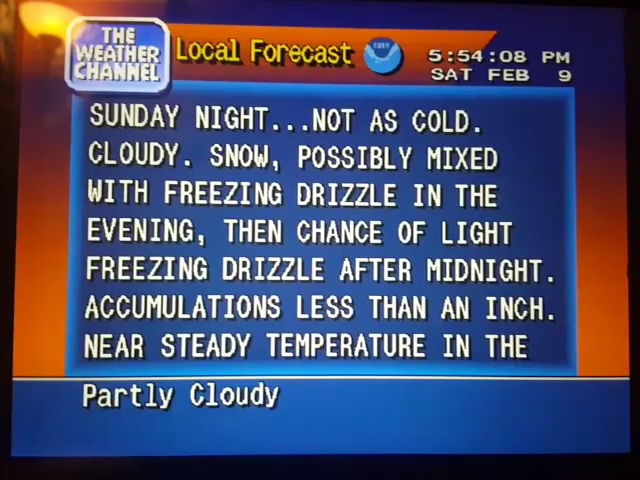 THE
WEATHER
CHANNEL
Local Forecast
5:54:08 PM
SAT FEB 9
SUNDAY NIGHT...NOT AS COLD.
CLOUDY. SNOW, POSSIBLY MIXED
WITH FREEZING DRIZZLE IN THE
EVENING, THEN CHANCE OF LIGHT
FREEZING DRIZZLE AFTER MIDNIGHT.
ACCUMULATIONS LESS THAN AN INCH.
NEAR STEADY TEMPERATURE IN THE
Partly Cloudy